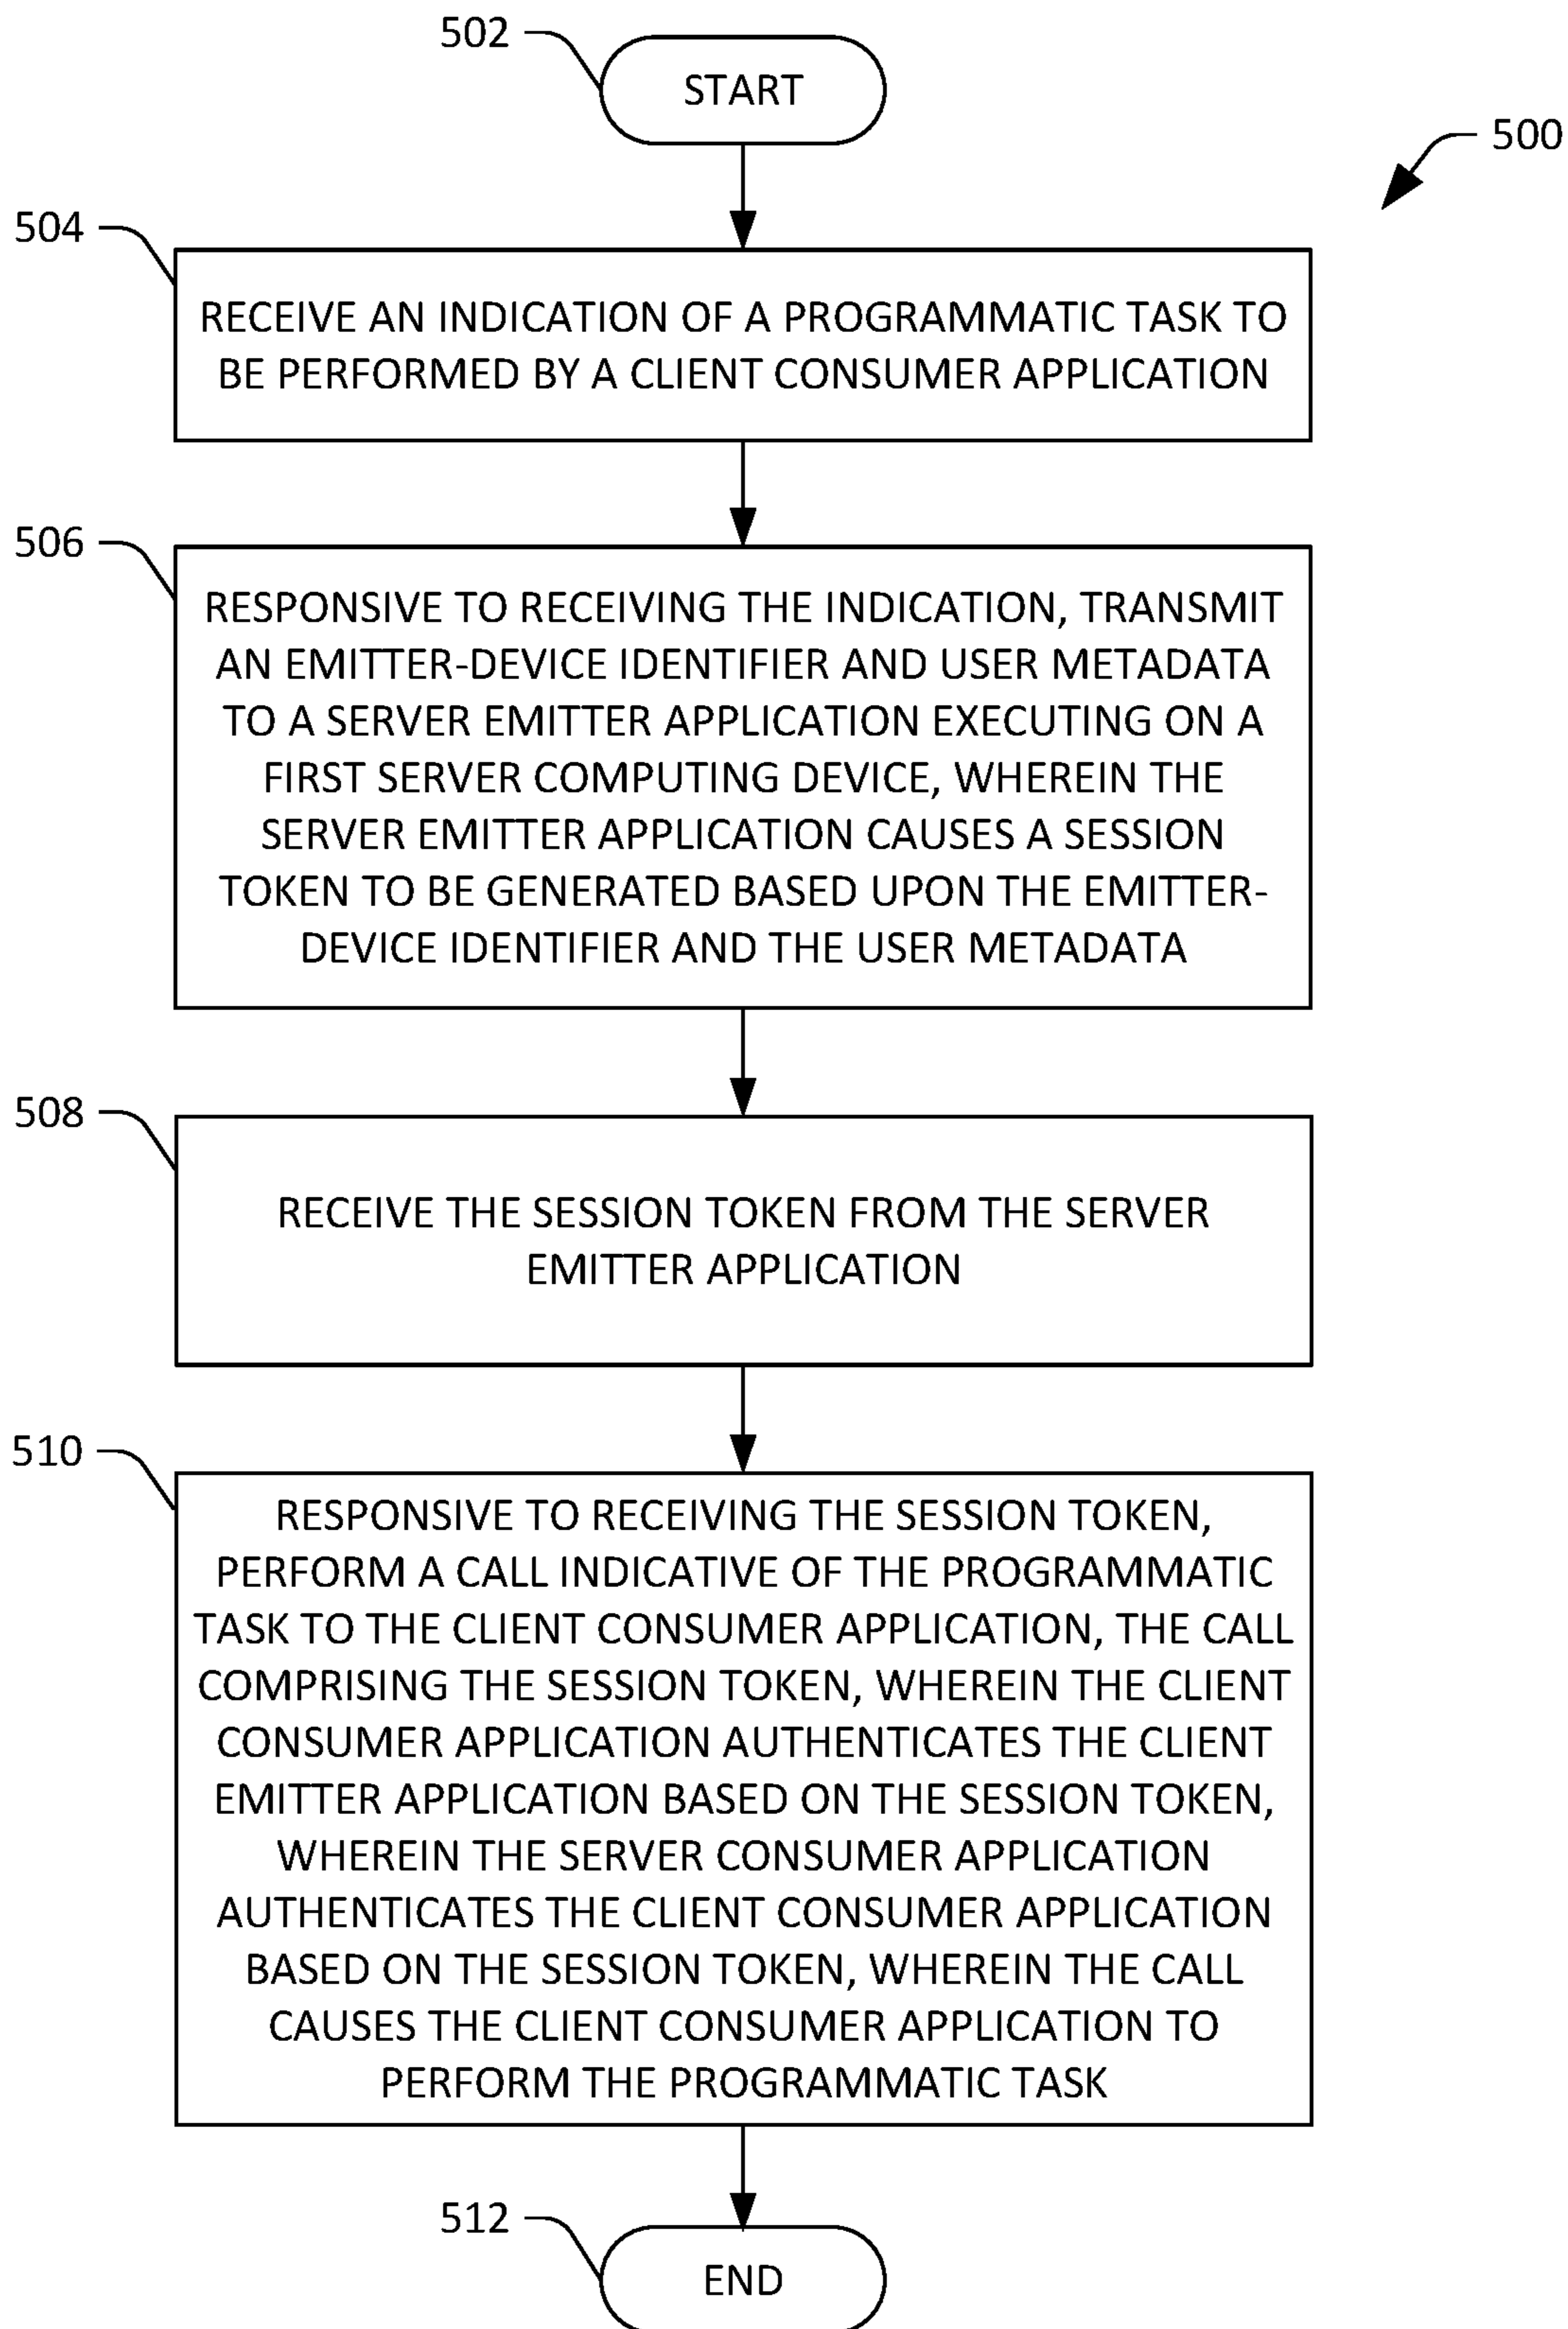 502
START
500
504
RECEIVE AN INDICATION OF A PROGRAMMATIC TASK TO
BE PERFORMED BY A CLIENT CONSUMER APPLICATION
506
RESPONSIVE TO RECEIVING THE INDICATION, TRANSMIT
AN EMITTER-DEVICE IDENTIFIER AND USER METADATA
TO A SERVER EMITTER APPLICATION EXECUTING ON A
FIRST SERVER COMPUTING DEVICE, WHEREIN THE
SERVER EMITTER APPLICATION CAUSES A SESSION
TOKEN TO BE GENERATED BASED UPON THE EMITTER-
DEVICE IDENTIFIER AND THE USER METADATA
508
RECEIVE THE SESSION TOKEN FROM THE SERVER
EMITTER APPLICATION
510
RESPONSIVE TO RECEIVING THE SESSION TOKEN,
PERFORM A CALL INDICATIVE OF THE PROGRAMMATIC
TASK TO THE CLIENT CONSUMER APPLICATION, THE CALL
COMPRISING THE SESSION TOKEN, WHEREIN THE CLIENT
CONSUMER APPLICATION AUTHENTICATES THE CLIENT
EMITTER APPLICATION BASED ON THE SESSION TOKEN,
WHEREIN THE SERVER CONSUMER APPLICATION
AUTHENTICATES THE CLIENT CONSUMER APPLICATION
BASED ON THE SESSION TOKEN, WHEREIN THE CALL
CAUSES THE CLIENT CONSUMER APPLICATION TO
PERFORM THE PROGRAMMATIC TASK
512
END